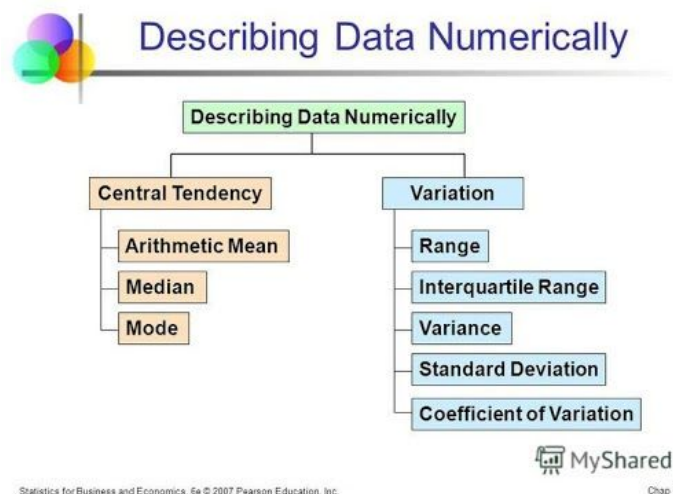 Describing Data Numerically
Describing Data Numerically
Central Tendency
Variation
Arithmetic Mean
Range
Median
Interquartile Range
Mode
Variance
Standard Deviation
Coefficient of Variation
MyShared
Statistics for Business and Economics, 6e © 2007 Pearson Education, Inc.
Chap